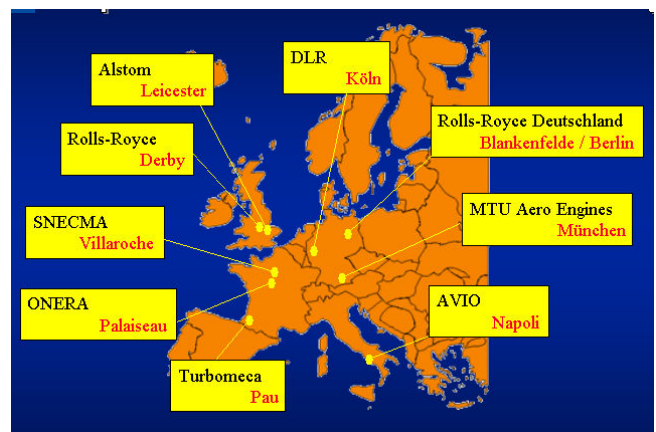 Alstom
Leicester
DLR
Köln
Rolls-Royce Deutschland
Blankenfelde / Berlin
Rolls-Royce
Derby
MTU Aero Engines
München
SNECMA
Villaroche
ONERA
Palaiseau
AVIO
Napoli
Turbomeca
Pau